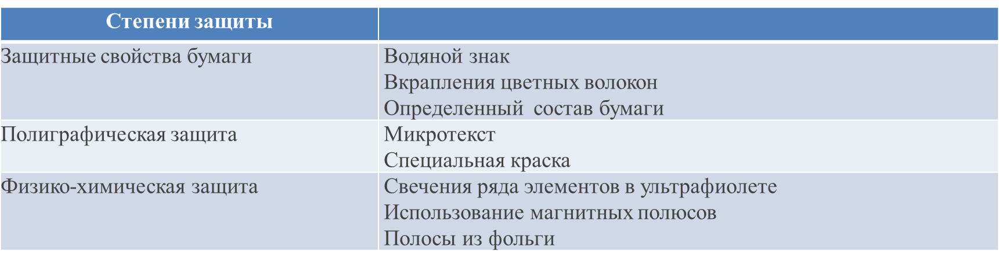 Степени защиты
Защитные свойства бумаги
Водяной знак
Вкрапления цветных волокон
Определенный состав бумаги
Полиграфическая защита
Микротекст
Специальная краска
Физико-химическая защита
Свечения ряда элементов в ультрафиолете
Использование магнитных полюсов
Полосы из фольги